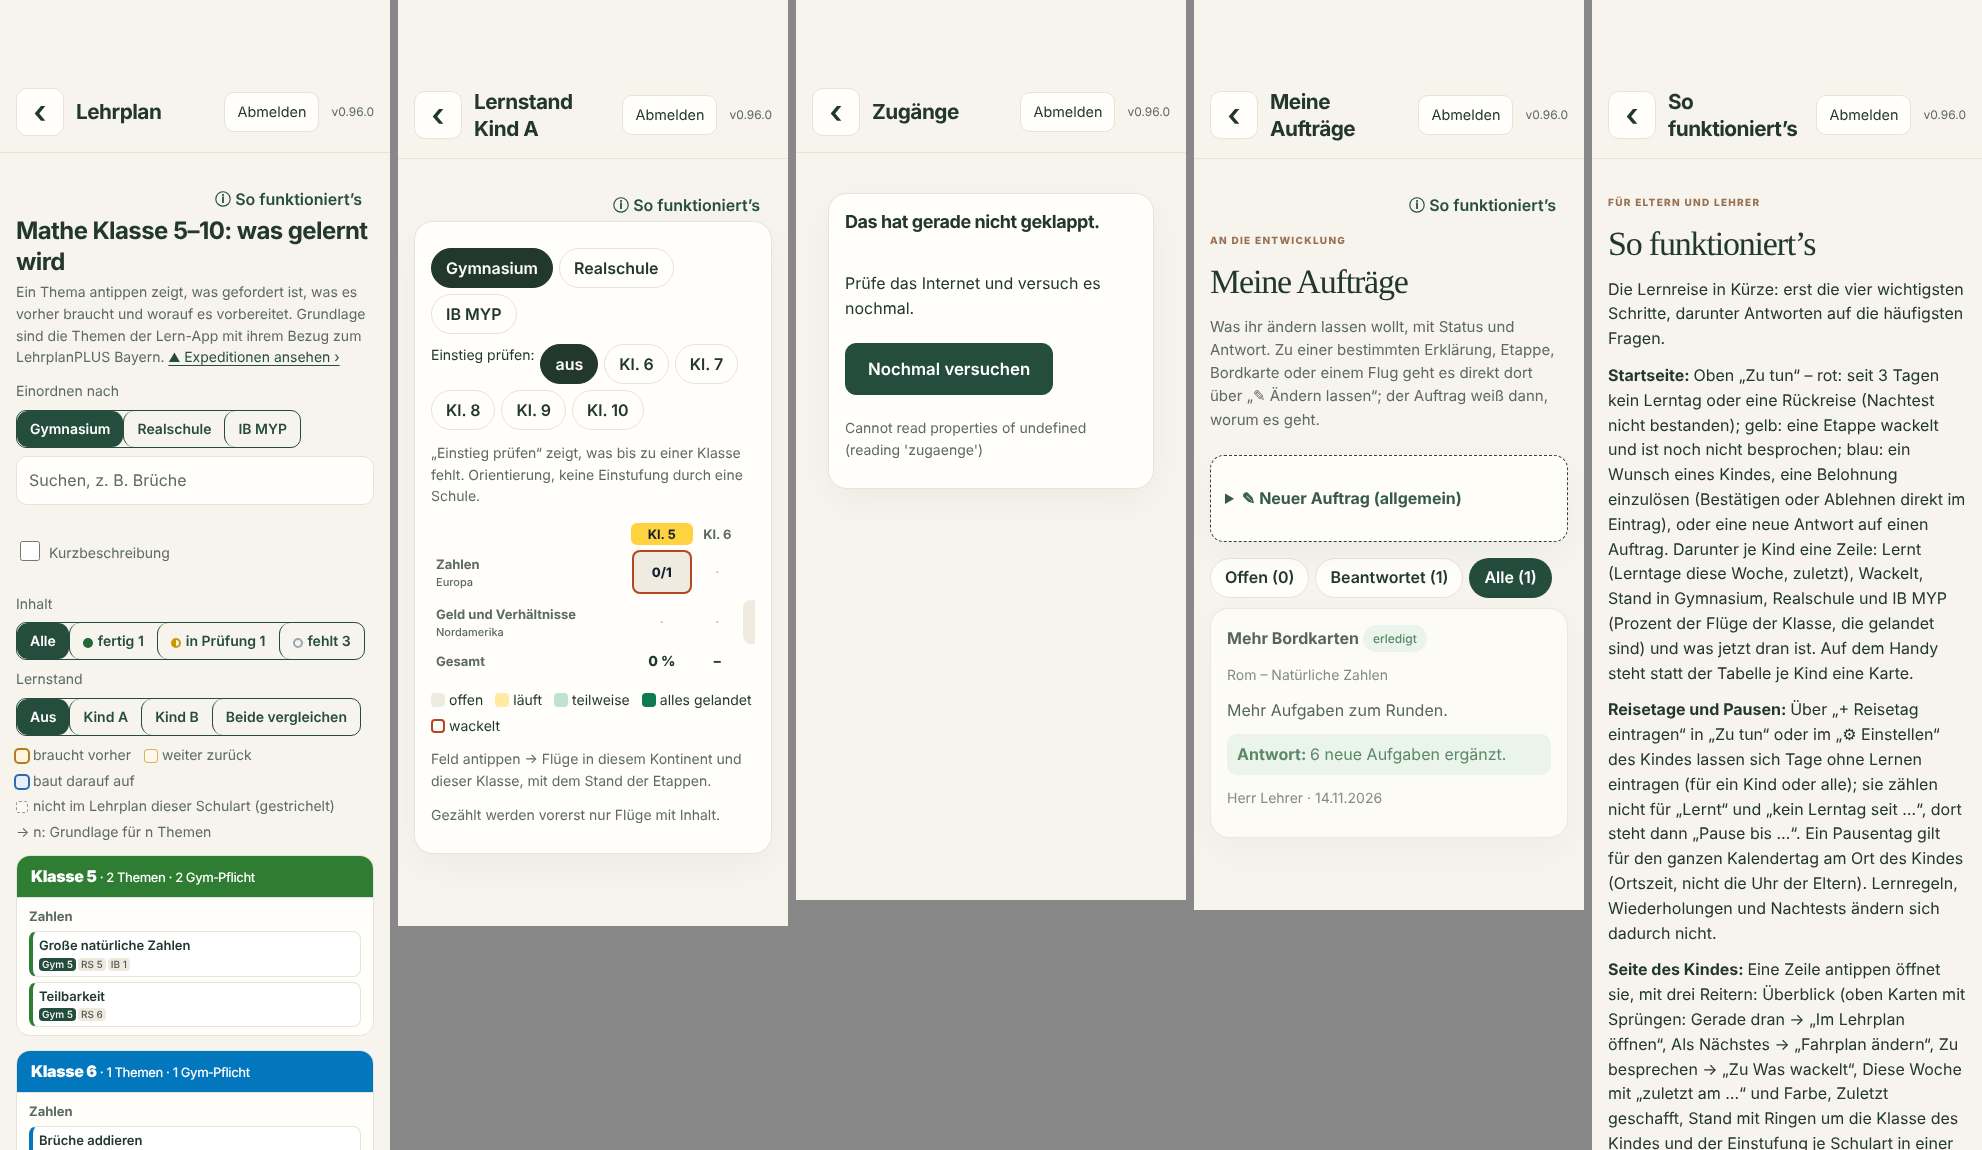 ‹ Lehrplan Abmelden v0.96.0
ⓘ So funktioniert’s
Mathe Klasse 5–10: was gelernt
wird
Ein Thema antippen zeigt, was gefordert ist, was es
vorher braucht und worauf es vorbereitet. Grundlage
sind die Themen der Lern-App mit ihrem Bezug zum
LehrplanPLUS Bayern. ▲ Expeditionen ansehen ›
Einordnen nach
Gymnasium Realschule IB MYP
Suchen, z. B. Brüche
Kurzbeschreibung
Inhalt
Alle fertig 1 in Prüfung 1 fehlt 3
Lernstand
Aus Kind A Kind B Beide vergleichen
braucht vorher weiter zurück
baut darauf auf
nicht im Lehrplan dieser Schulart (gestrichelt)
→ n: Grundlage für n Themen
Klasse 5 · 2 Themen · 2 Gym-Pflicht
Zahlen
Große natürliche Zahlen
Gym 5 RS 5 IB 1
Teilbarkeit
Gym 5 RS 6
Klasse 6 · 1 Themen · 1 Gym-Pflicht
Zahlen
Brüche addieren
‹ Lernstand
Kind A
Abmelden v0.96.0
ⓘ So funktioniert’s
Gymnasium Realschule
IB MYP
Einstieg prüfen: aus Kl. 6 Kl. 7
Kl. 8 Kl. 9 Kl. 10
„Einstieg prüfen“ zeigt, was bis zu einer Klasse
fehlt. Orientierung, keine Einstufung durch eine
Schule.
Kl. 5 Kl. 6
Zahlen
Europa
0/1 ·
Geld und Verhältnisse
Nordamerika
· ·
Gesamt 0 % –
offen läuft teilweise alles gelandet
wackelt
Feld antippen → Flüge in diesem Kontinent und
dieser Klasse, mit dem Stand der Etappen.
Gezählt werden vorerst nur Flüge mit Inhalt.
‹ Zugänge Abmelden v0.96.0
Das hat gerade nicht geklappt.
Prüfe das Internet und versuch es
nochmal.
Nochmal versuchen
Cannot read properties of undefined
(reading 'zugaenge')
‹ Meine
Aufträge
Abmelden v0.96.0
ⓘ So funktioniert’s
AN DIE ENTWICKLUNG
Meine Aufträge
Was ihr ändern lassen wollt, mit Status und
Antwort. Zu einer bestimmten Erklärung, Etappe,
Bordkarte oder einem Flug geht es direkt dort
über „✎ Ändern lassen“; der Auftrag weiß dann,
worum es geht.
▶ ✎ Neuer Auftrag (allgemein)
Offen (0) Beantwortet (1) Alle (1)
Mehr Bordkarten erledigt
Rom – Natürliche Zahlen
Mehr Aufgaben zum Runden.
Antwort: 6 neue Aufgaben ergänzt.
Herr Lehrer · 14.11.2026
‹ So
funktioniert’s
Abmelden v0.96.0
FÜR ELTERN UND LEHRER
So funktioniert’s
Die Lernreise in Kürze: erst die vier wichtigsten
Schritte, darunter Antworten auf die häufigsten
Fragen.
Startseite: Oben „Zu tun“ – rot: seit 3 Tagen
kein Lerntag oder eine Rückreise (Nachtest
nicht bestanden); gelb: eine Etappe wackelt
und ist noch nicht besprochen; blau: ein
Wunsch eines Kindes, eine Belohnung
einzulösen (Bestätigen oder Ablehnen direkt im
Eintrag), oder eine neue Antwort auf einen
Auftrag. Darunter je Kind eine Zeile: Lernt
(Lerntage diese Woche, zuletzt), Wackelt,
Stand in Gymnasium, Realschule und IB MYP
(Prozent der Flüge der Klasse, die gelandet
sind) und was jetzt dran ist. Auf dem Handy
steht statt der Tabelle je Kind eine Karte.
Reisetage und Pausen: Über „+ Reisetag
eintragen“ in „Zu tun“ oder im „⚙ Einstellen“
des Kindes lassen sich Tage ohne Lernen
eintragen (für ein Kind oder alle); sie zählen
nicht für „Lernt“ und „kein Lerntag seit …“, dort
steht dann „Pause bis …“. Ein Pausentag gilt
für den ganzen Kalendertag am Ort des Kindes
(Ortszeit, nicht die Uhr der Eltern). Lernregeln,
Wiederholungen und Nachtests ändern sich
dadurch nicht.
Seite des Kindes: Eine Zeile antippen öffnet
sie, mit drei Reitern: Überblick (oben Karten mit
Sprüngen: Gerade dran → „Im Lehrplan
öffnen“, Als Nächstes → „Fahrplan ändern“, Zu
besprechen → „Zu Was wackelt“, Diese Woche
mit „zuletzt am …“ und Farbe, Zuletzt
geschafft, Stand mit Ringen um die Klasse des
Kindes und der Einstufung je Schulart in einer